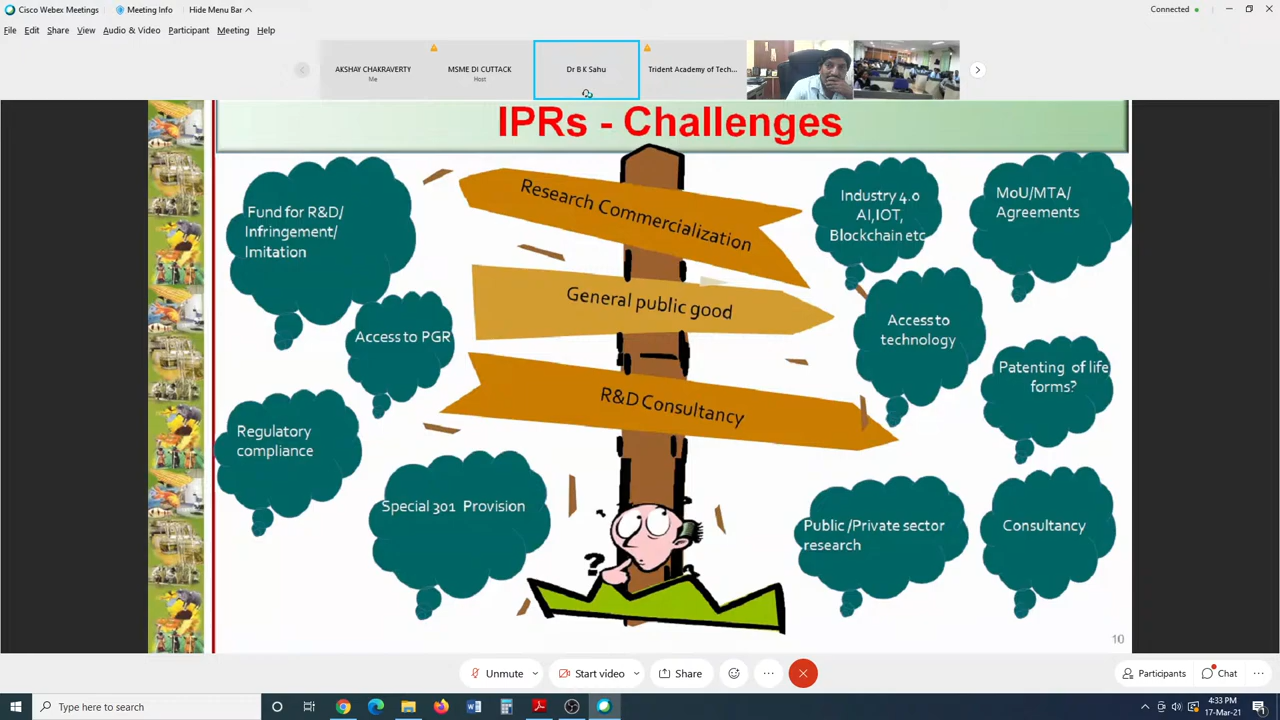 Cisco Webex Meetings
Meeting Info
Hide Menu Bar
Connected
File Edit Share View Audio & Video Participant Meeting Help
AKSHAY CHAKRAVERTY
Me
MSME DI CUTTACK
Host
Dr B K Sahu
Trident Academy of Tech...
IPRs - Challenges
Research Commercialization
General public good
R&D Consultancy
Fund for R&D/
Infringement/
Imitation
Access to PGR
Regulatory
compliance
Special 301 Provision
Industry 4.0
AI,IOT,
Blockchain etc
MoU/MTA/
Agreements
Access to
technology
Patenting of life
forms?
Public /Private sector
research
Consultancy
?
10
Unmute
Start video
Share
Participants
Chat
Type here to search
4:33 PM
17-Mar-21